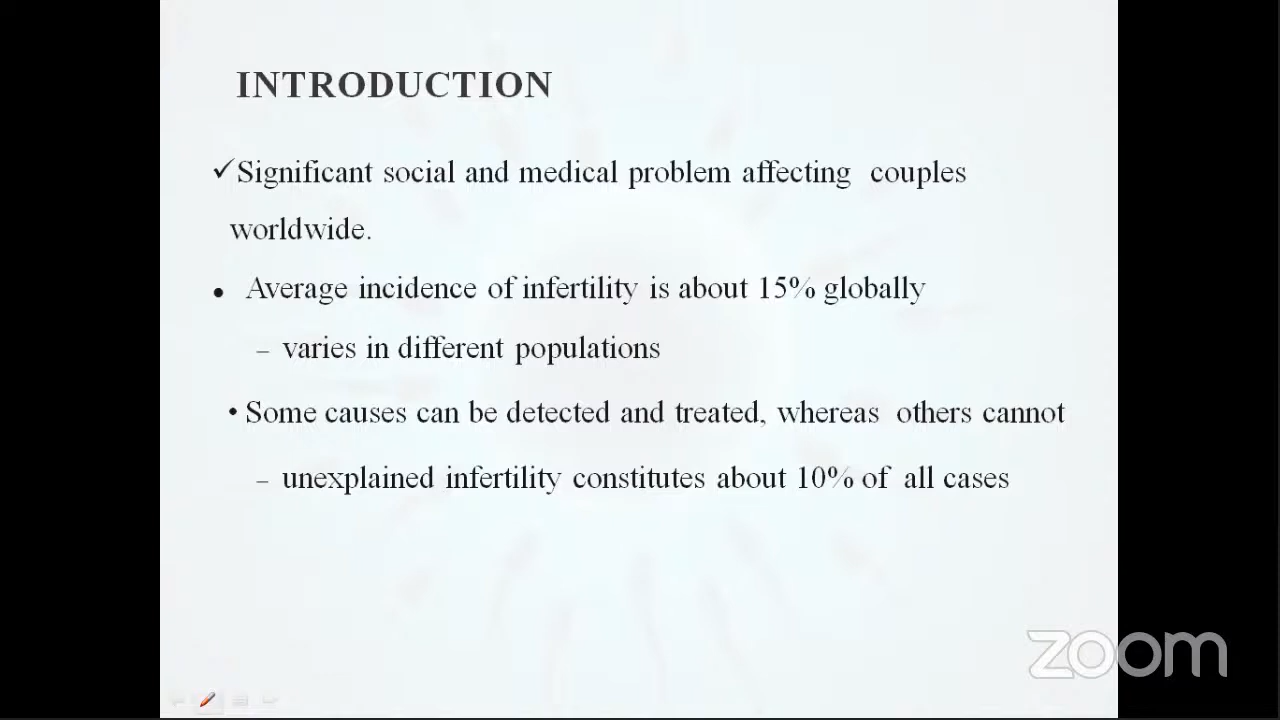 INTRODUCTION
✓Significant social and medical problem affecting couples
worldwide.
• Average incidence of infertility is about 15% globally
– varies in different populations
• Some causes can be detected and treated, whereas others cannot
– unexplained infertility constitutes about 10% of all cases
zoom